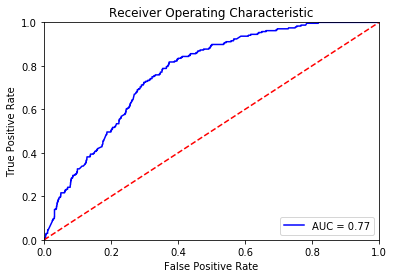 Receiver Operating Characteristic
1.0
0.8
0.6
0.4
0.2
0.0
True Positive Rate
AUC = 0.77
0.0 0.2 0.4 0.6 0.8 1.0
False Positive Rate